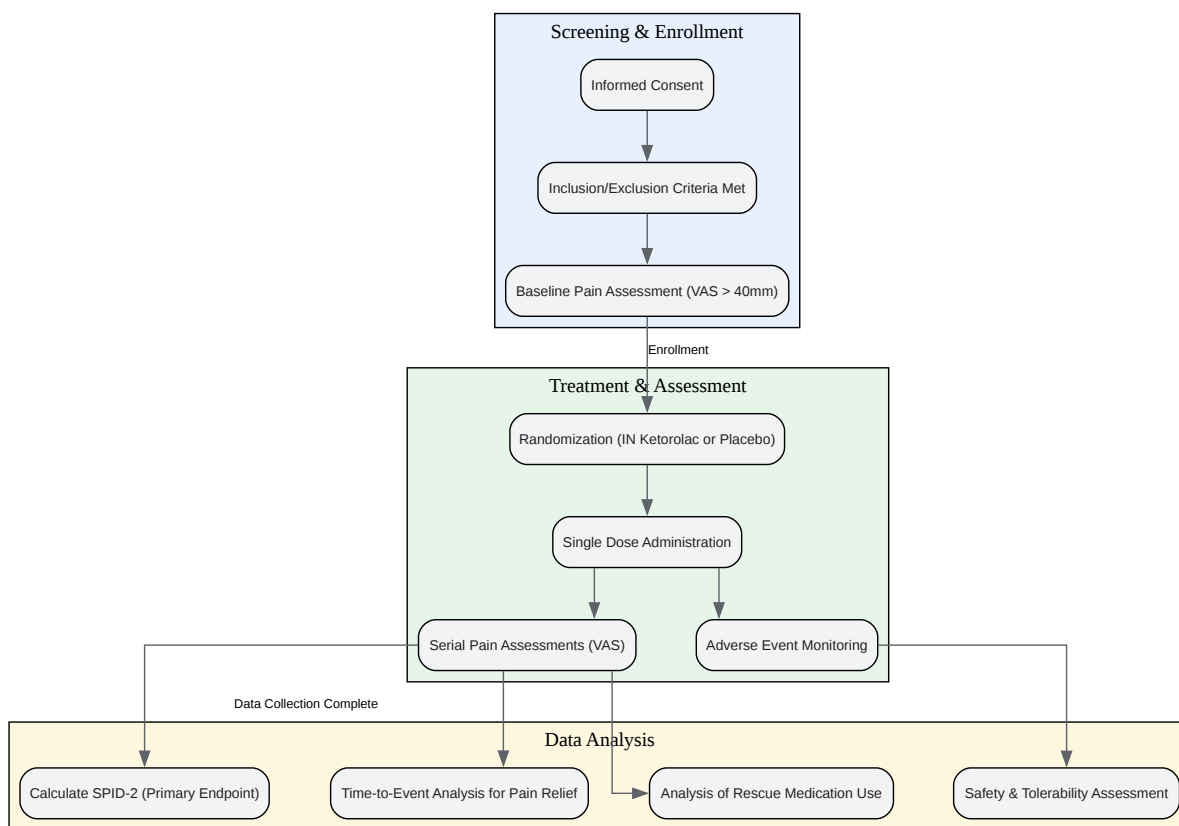 Screening & Enrollment
Informed Consent
Inclusion/Exclusion Criteria Met
Baseline Pain Assessment (VAS > 40mm)
Enrollment
Treatment & Assessment
Randomization (IN Ketorolac or Placebo)
Single Dose Administration
Serial Pain Assessments (VAS)
Adverse Event Monitoring
Data Collection Complete
Data Analysis
Calculate SPID-2 (Primary Endpoint)
Time-to-Event Analysis for Pain Relief
Analysis of Rescue Medication Use
Safety & Tolerability Assessment